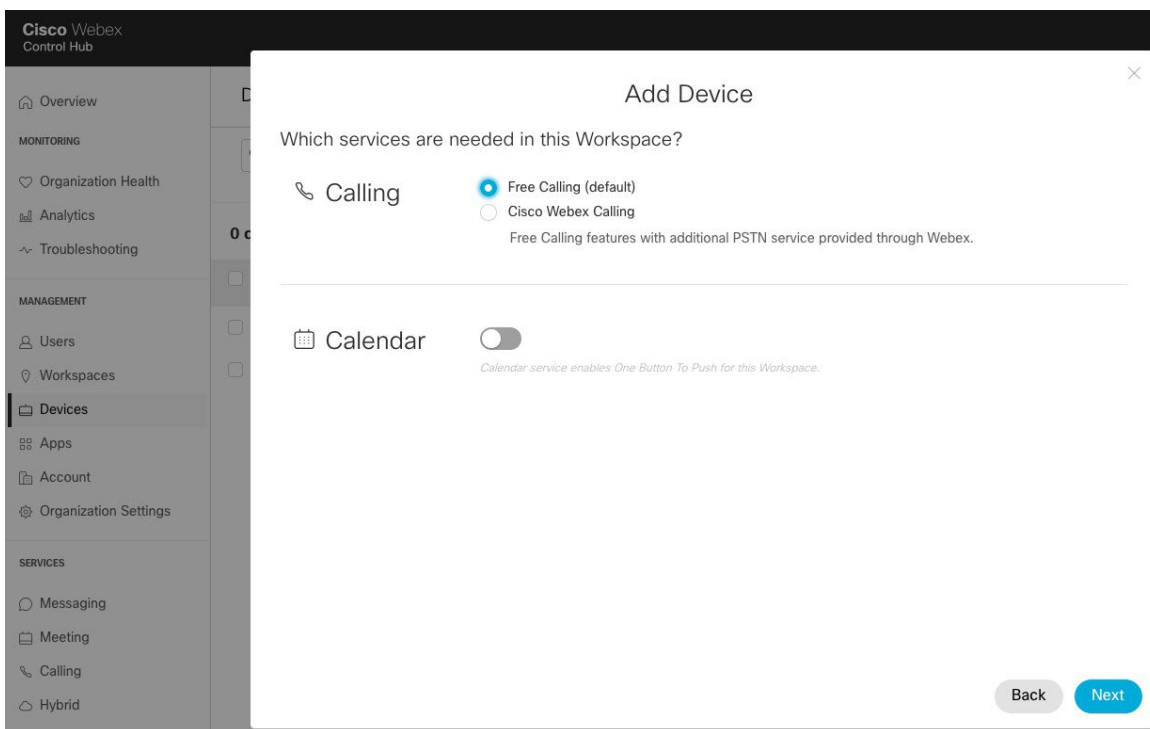 Cisco Webex
Control Hub
Overview
MONITORING
Organization Health
Analytics
Troubleshooting
MANAGEMENT
Users
Workspaces
Devices
Apps
Account
Organization Settings
SERVICES
Messaging
Meeting
Calling
Hybrid
D
0 c
Add Device
Which services are needed in this Workspace?
Calling
Free Calling (default)
Cisco Webex Calling
Free Calling features with additional PSTN service provided through Webex.
Calendar
Calendar service enables One Button To Push for this Workspace.
Back
Next